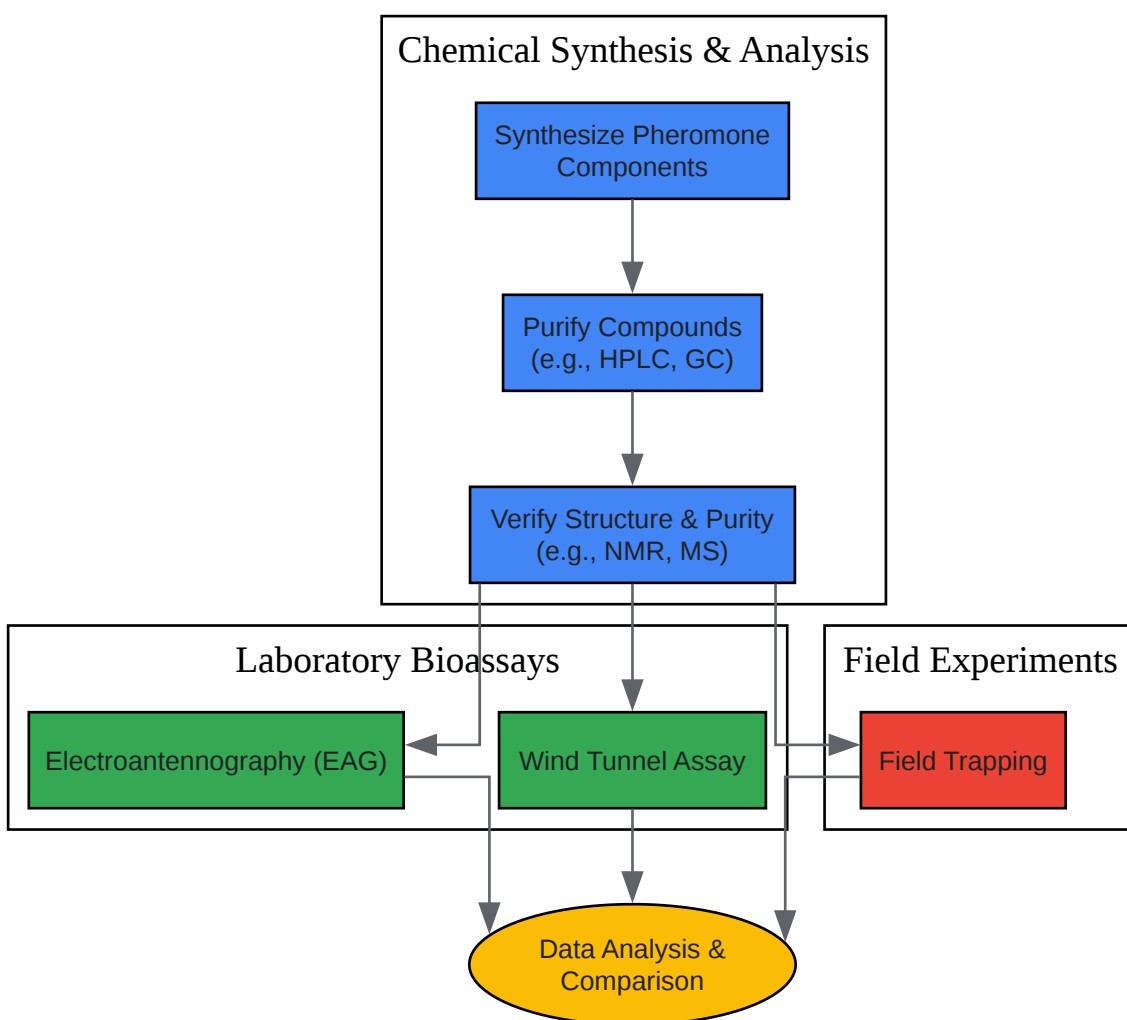 Chemical Synthesis & Analysis
Synthesize Pheromone
Components
Purify Compounds
(e.g., HPLC, GC)
Verify Structure & Purity
(e.g., NMR, MS)
Laboratory Bioassays
Field Experiments
Electroantennography (EAG)
Wind Tunnel Assay
Field Trapping
Data Analysis &
Comparison